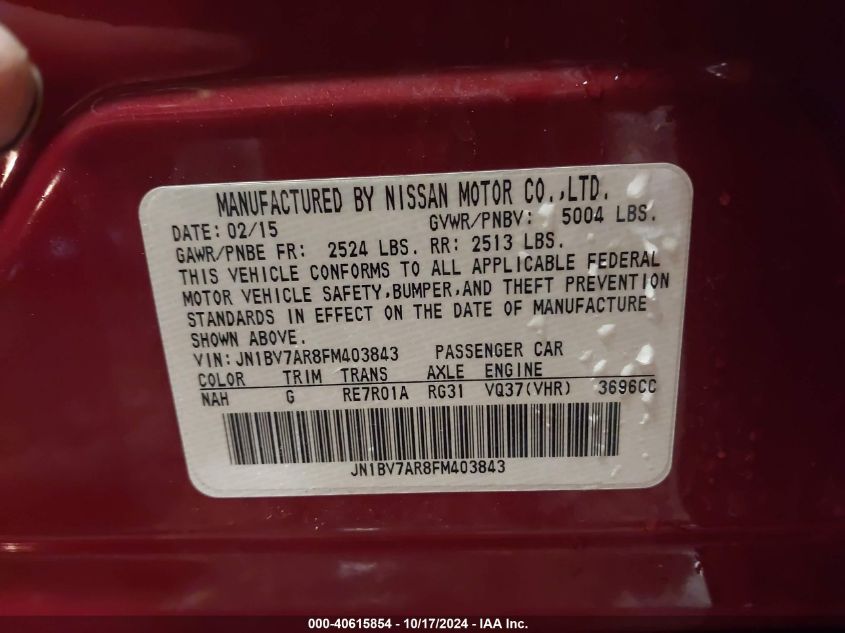 MANUFACTURED BY NISSAN MOTOR CO.,LTD.
DATE: 02/15 GVWR/PNBV: 5004 LBS.
GAWR/PNBE FR: 2524 LBS. RR: 2513 LBS.
THIS VEHICLE CONFORMS TO ALL APPLICABLE FEDERAL
MOTOR VEHICLE SAFETY,BUMPER,AND THEFT PREVENTION
STANDARDS IN EFFECT ON THE DATE OF MANUFACTURE
SHOWN ABOVE.
VIN:JN1BV7AR8FM403843 PASSENGER CAR
COLOR TRIM TRANS AXLE ENGINE
NAH G RE7R01A RG31 VQ37(VHR) 3696CC
JN1BV7AR8FM403843
000-40615854 - 10/17/2024 - IAA Inc.